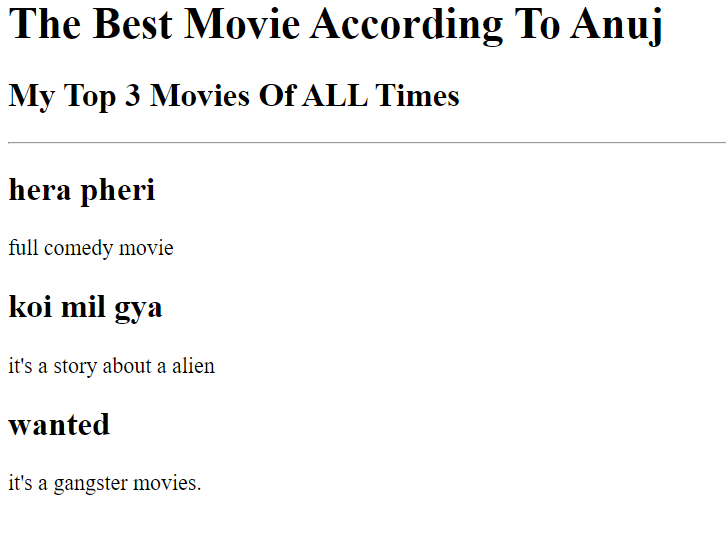 The Best Movie According To Anuj
My Top 3 Movies Of ALL Times
hera pheri
full comedy movie
koi mil gya
it's a story about a alien
wanted
it's a gangster movies.